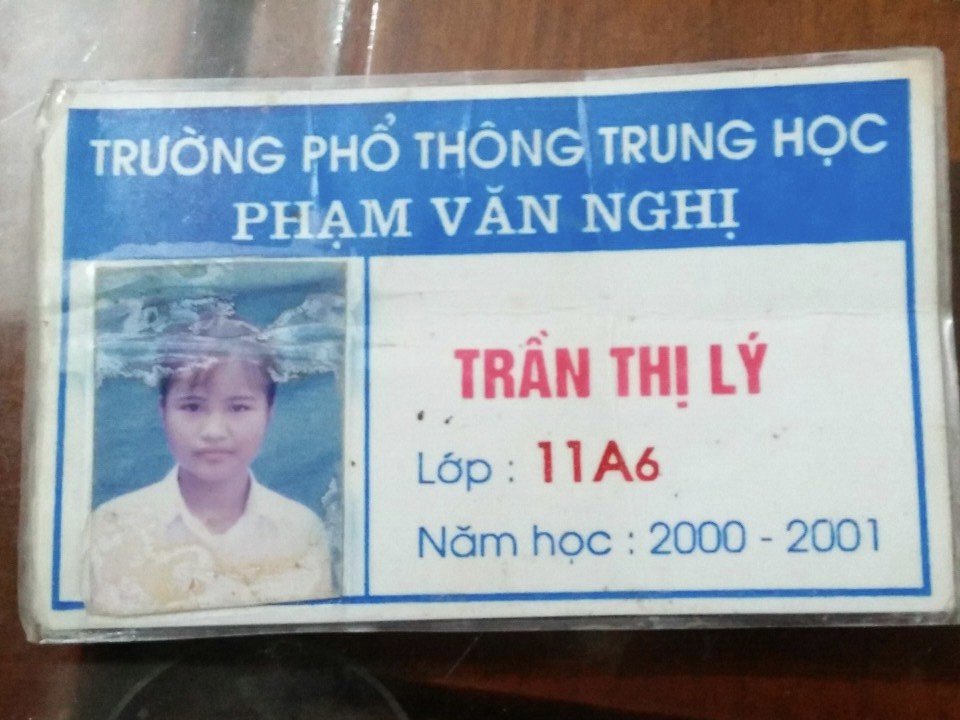 TRƯỜNG PHỔ THÔNG TRUNG HỌC
PHẠM VĂN NGHỊ
TRẦN THỊ LÝ
Lớp : 11A6
Năm học : 2000 - 2001